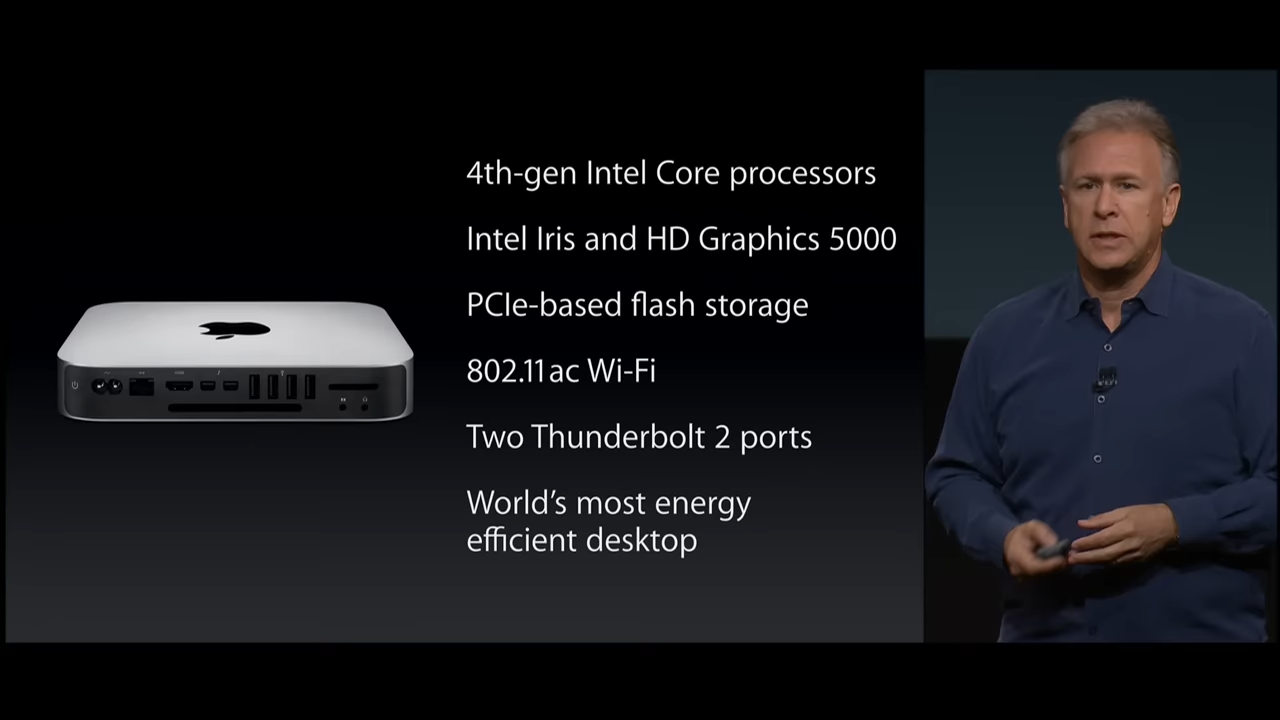 4th-gen Intel Core processors
Intel Iris and HD Graphics 5000
PCIe-based flash storage
802.11ac Wi-Fi
Two Thunderbolt 2 ports
World's most energy
efficient desktop